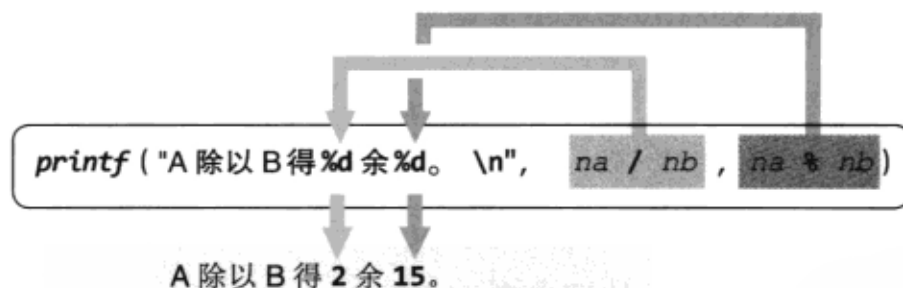 printf ("A 除以 B 得 %d 余 %d。 \n", na / nb , na % nb)
A 除以 B 得 2 余 15。